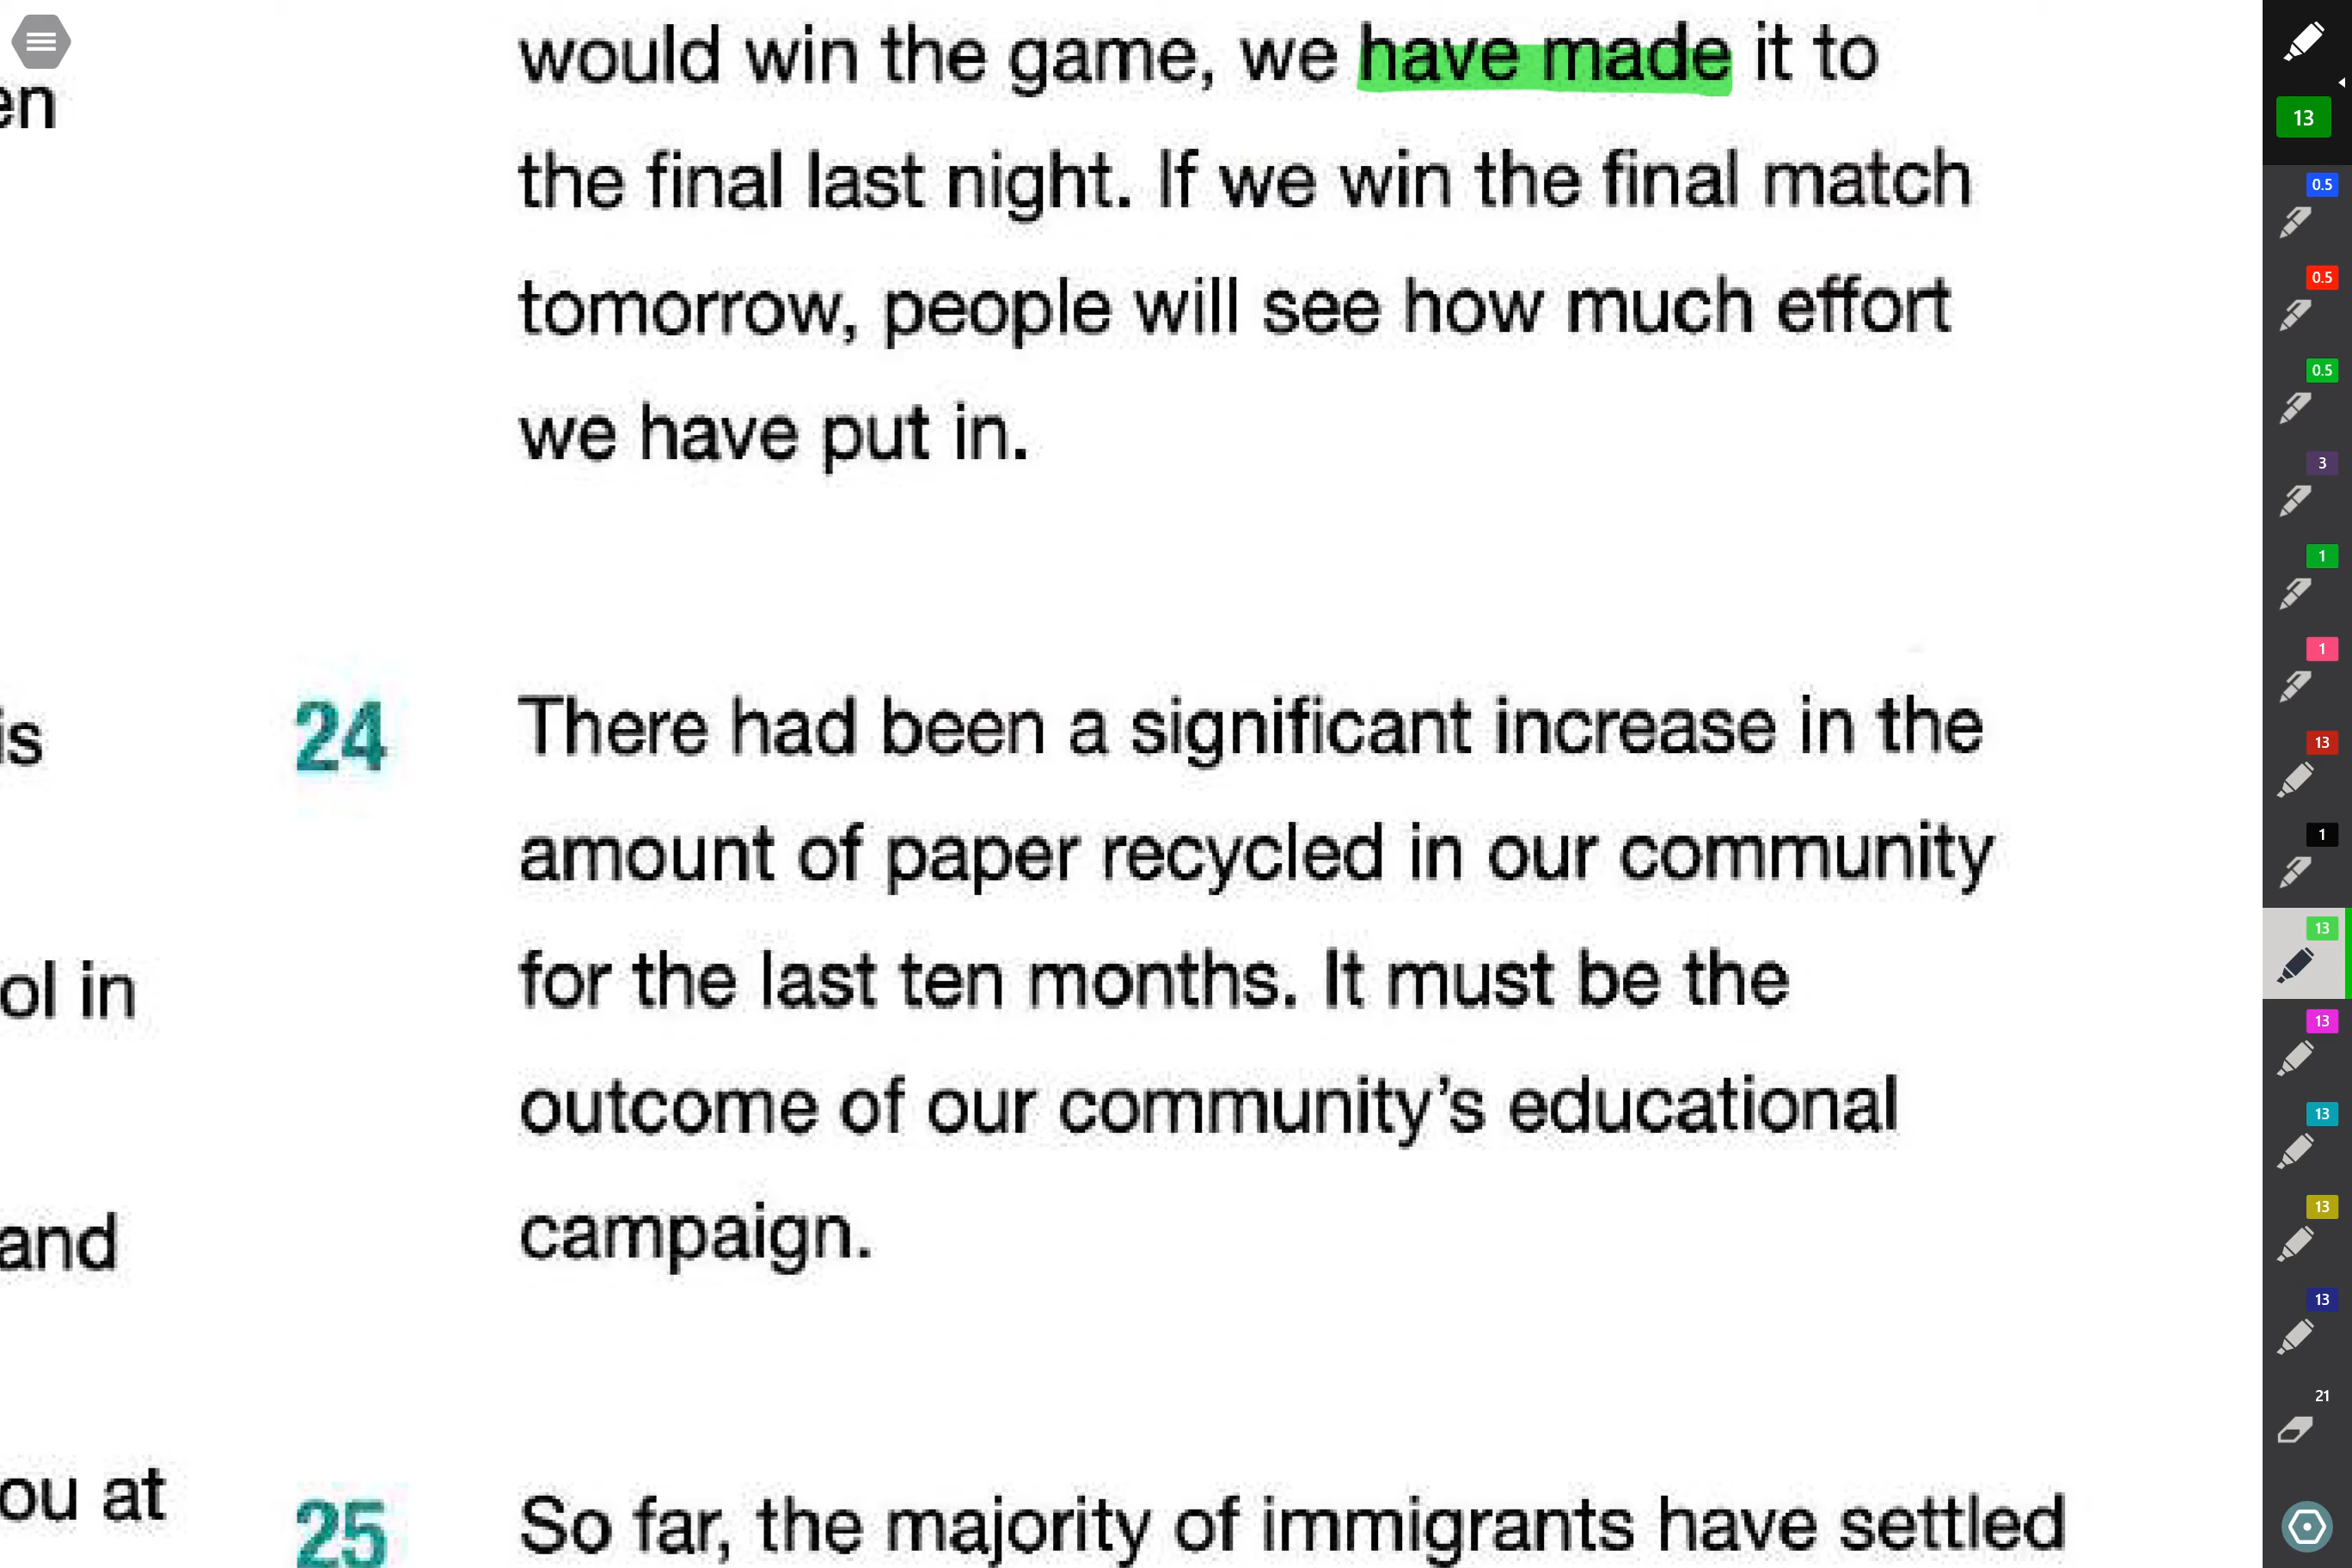 would win the game, we have made it to
the final last night. If we win the final match
tomorrow, people will see how much effort
we have put in.
24 There had been a significant increase in the
amount of paper recycled in our community
for the last ten months. It must be the
outcome of our community’s educational
campaign.
25 So far, the majority of immigrants have settled
en
is
ol in
and
ou at
13
0.5
0.5
0.5
3
1
1
13
1
13
13
13
13
13
21